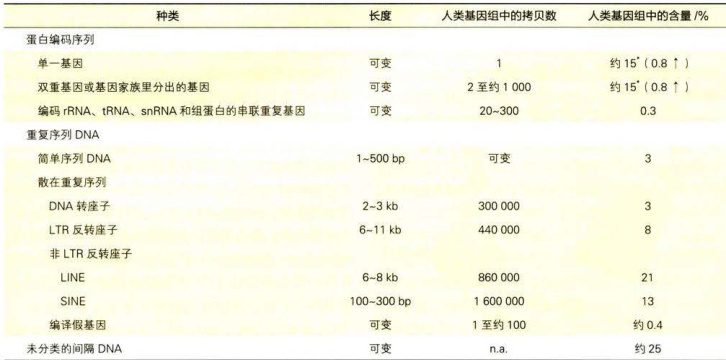 种类 长度 人类基因组中的拷贝数 人类基因组中的含量 /%
蛋白编码序列
单一基因 可变 1 约 15*（0.8 ↑）
双重基因或基因家族里分出的基因 可变 2 至约 1 000 约 15*（0.8 ↑）
编码 rRNA、tRNA、snRNA 和组蛋白的串联重复基因 可变 20~300 0.3
重复序列 DNA
简单序列 DNA 1~500 bp 可变 3
散在重复序列
DNA 转座子 2~3 kb 300 000 3
LTR 反转座子 6~11 kb 440 000 8
非 LTR 反转座子
LINE 6~8 kb 860 000 21
SINE 100~300 bp 1 600 000 13
编译假基因 可变 1 至约 100 约 0.4
未分类的间隔 DNA 可变 n.a. 约 25